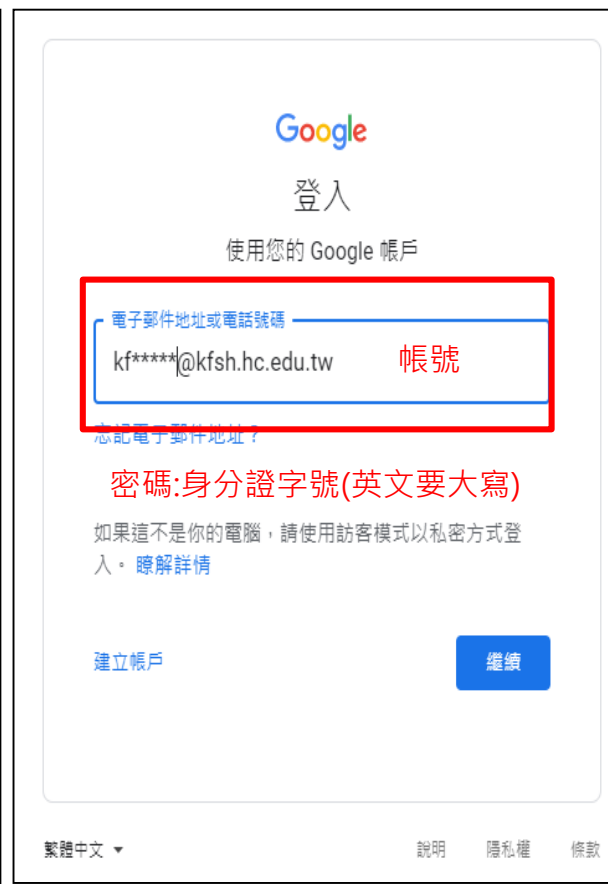 Google
登入
使用您的 Google 帳戶
電子郵件地址或電話號碼
kf*****@kfsh.hc.edu.tw 帳號
忘記電子郵件地址？
密碼:身分證字號(英文要大寫)
如果這不是你的電腦，請使用訪客模式以私密方式登
入。 瞭解詳情
建立帳戶 繼續
繁體中文 說明 隱私權 條款